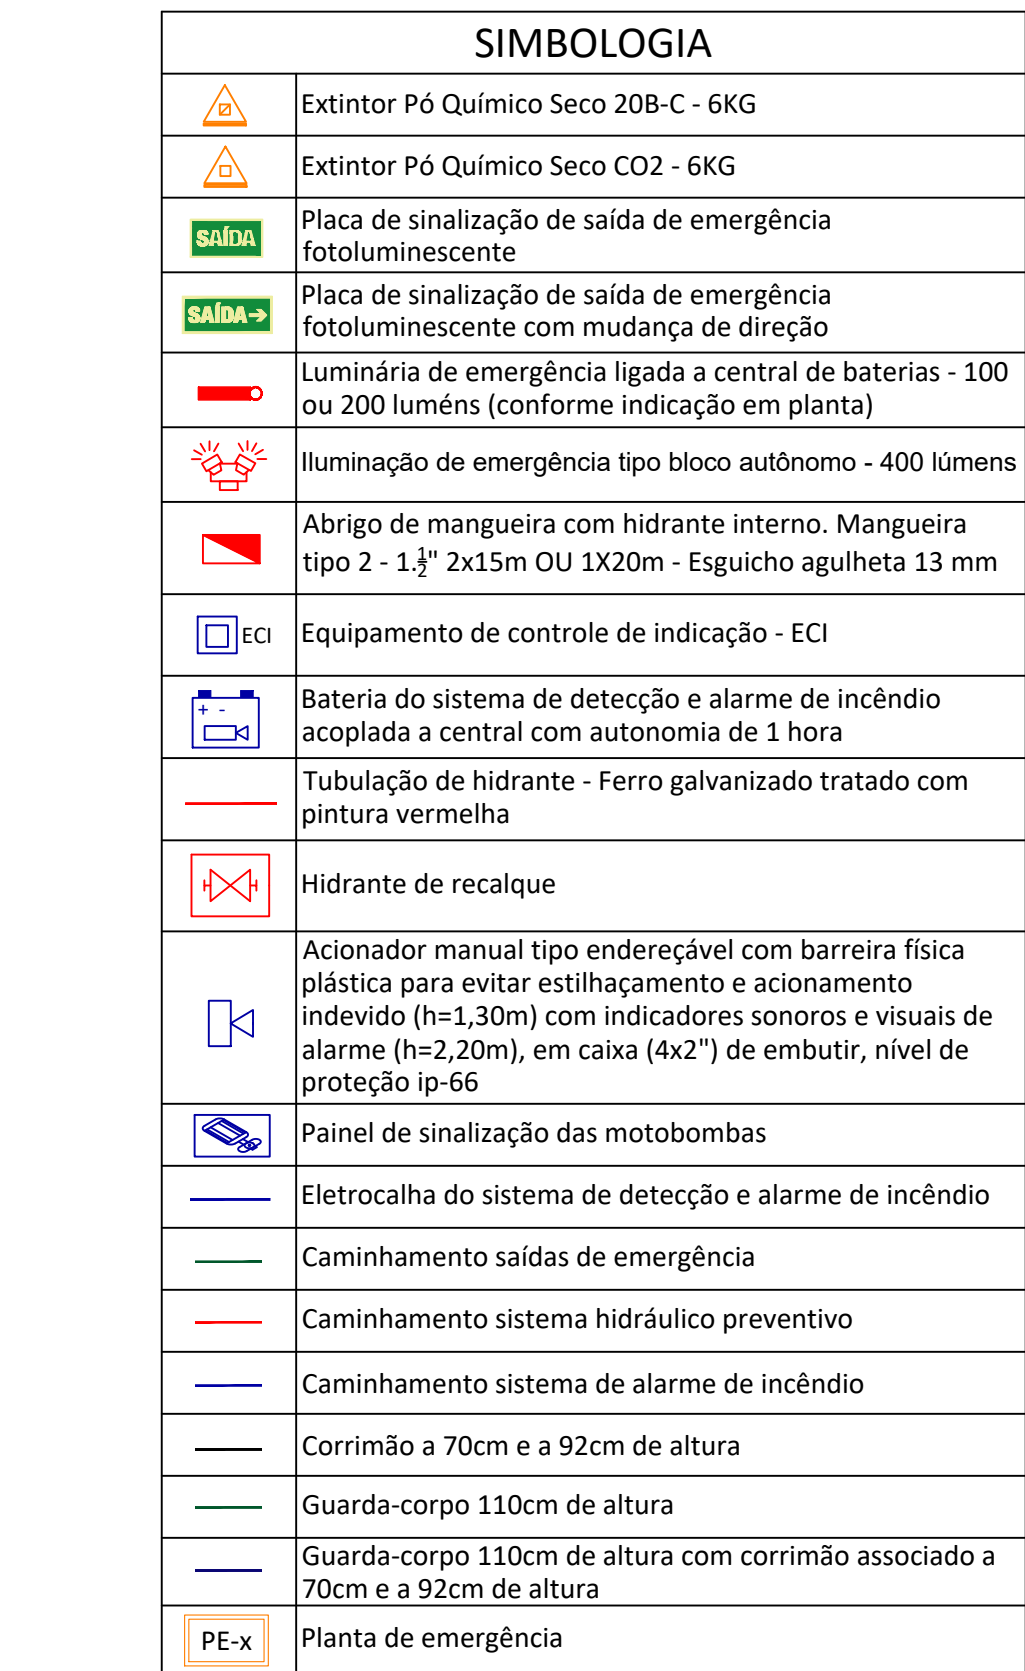 SIMBOLOGIA
Extintor Pó Químico Seco 20B-C - 6KG
Extintor Pó Químico Seco CO2 - 6KG
SAÍDA
Placa de sinalização de saída de emergência
fotoluminescente
SAÍDA→
Placa de sinalização de saída de emergência
fotoluminescente com mudança de direção
Luminária de emergência ligada a central de baterias - 100
ou 200 luméns (conforme indicação em planta)
Iluminação de emergência tipo bloco autônomo - 400 lúmens
Abrigo de mangueira com hidrante interno. Mangueira
tipo 2 - 1.½" 2x15m OU 1X20m - Esguicho agulheta 13 mm
ECI
Equipamento de controle de indicação - ECI
+ -
Bateria do sistema de detecção e alarme de incêndio
acoplada a central com autonomia de 1 hora
Tubulação de hidrante - Ferro galvanizado tratado com
pintura vermelha
Hidrante de recalque
Acionador manual tipo endereçável com barreira física
plástica para evitar estilhaçamento e acionamento
indevido (h=1,30m) com indicadores sonoros e visuais de
alarme (h=2,20m), em caixa (4x2") de embutir, nível de
proteção ip-66
Painel de sinalização das motobombas
Eletrocalha do sistema de detecção e alarme de incêndio
Caminhamento saídas de emergência
Caminhamento sistema hidráulico preventivo
Caminhamento sistema de alarme de incêndio
Corrimão a 70cm e a 92cm de altura
Guarda-corpo 110cm de altura
Guarda-corpo 110cm de altura com corrimão associado a
70cm e a 92cm de altura
PE-x
Planta de emergência